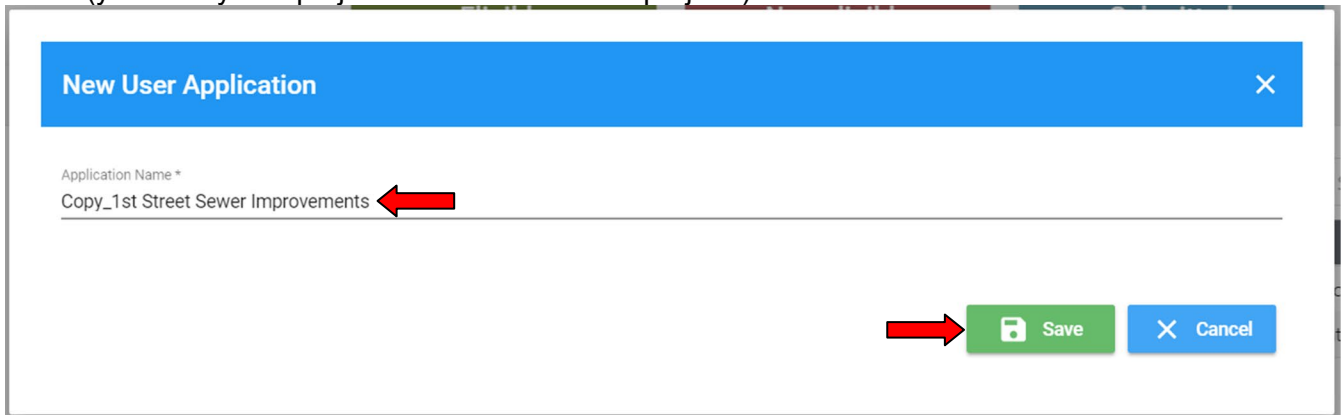 New User Application
Application Name *
Copy_1st Street Sewer Improvements
Save
Cancel